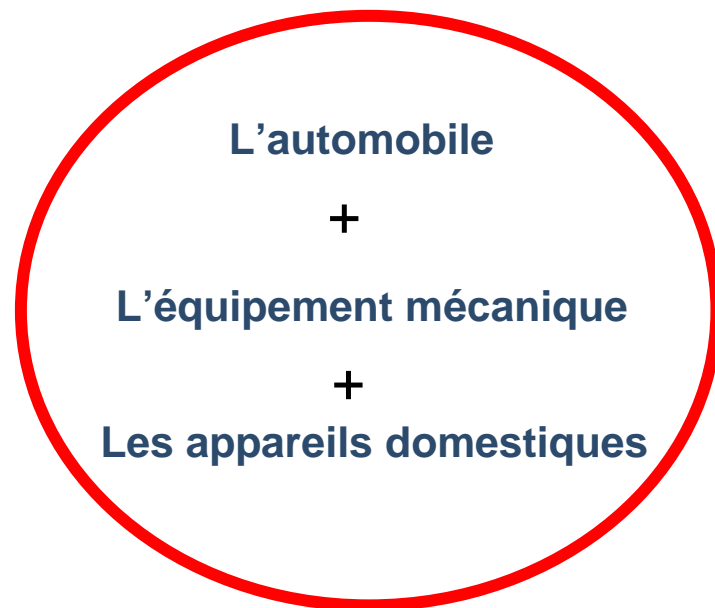 L’automobile
+
L’équipement mécanique
+
Les appareils domestiques